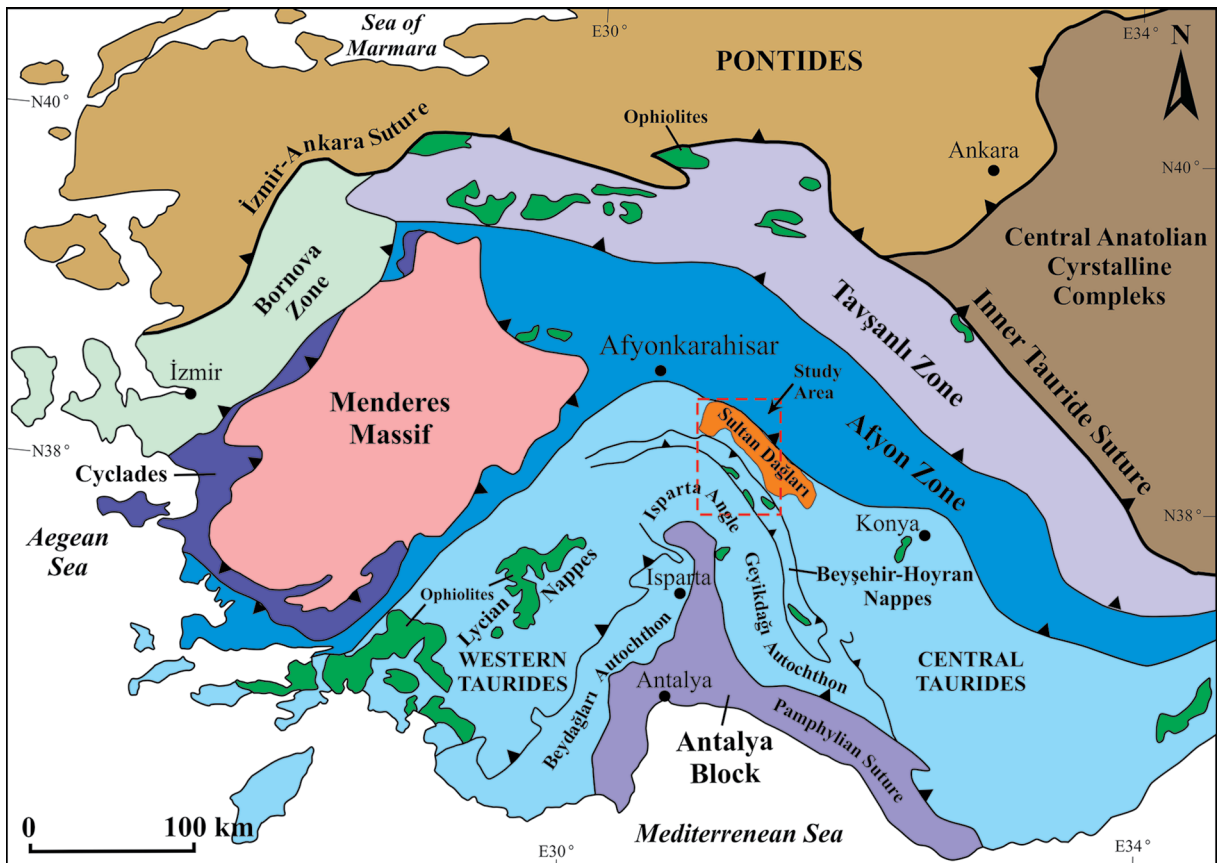 Sea of
Marmara
E30°
E34°
N
PONTIDES
N40°
İzmir-Ankara Suture
Ophiolites
Ankara
N40°
Central Anatolian
Cyrstalline
Compleks
Bornova
Zone
Tavşanlı Zone
Inner Tauride Suture
Afyonkarahisar
İzmir
Study
Area
Menderes
Massif
Sultan Dağları
Afyon Zone
N38°
Cyclades
Isparta Angle
Konya
N38°
Aegean
Sea
Ophiolites
Lycian Nappes
Isparta
Geyikdağı Autochthon
Beyşehir-Hoyran
Nappes
WESTERN
TAURIDES
Beydağları Autochthon
CENTRAL
TAURIDES
Antalya
Antalya
Block
Pamphylian Suture
0
100 km
Mediterrenean Sea
E30°
E34°